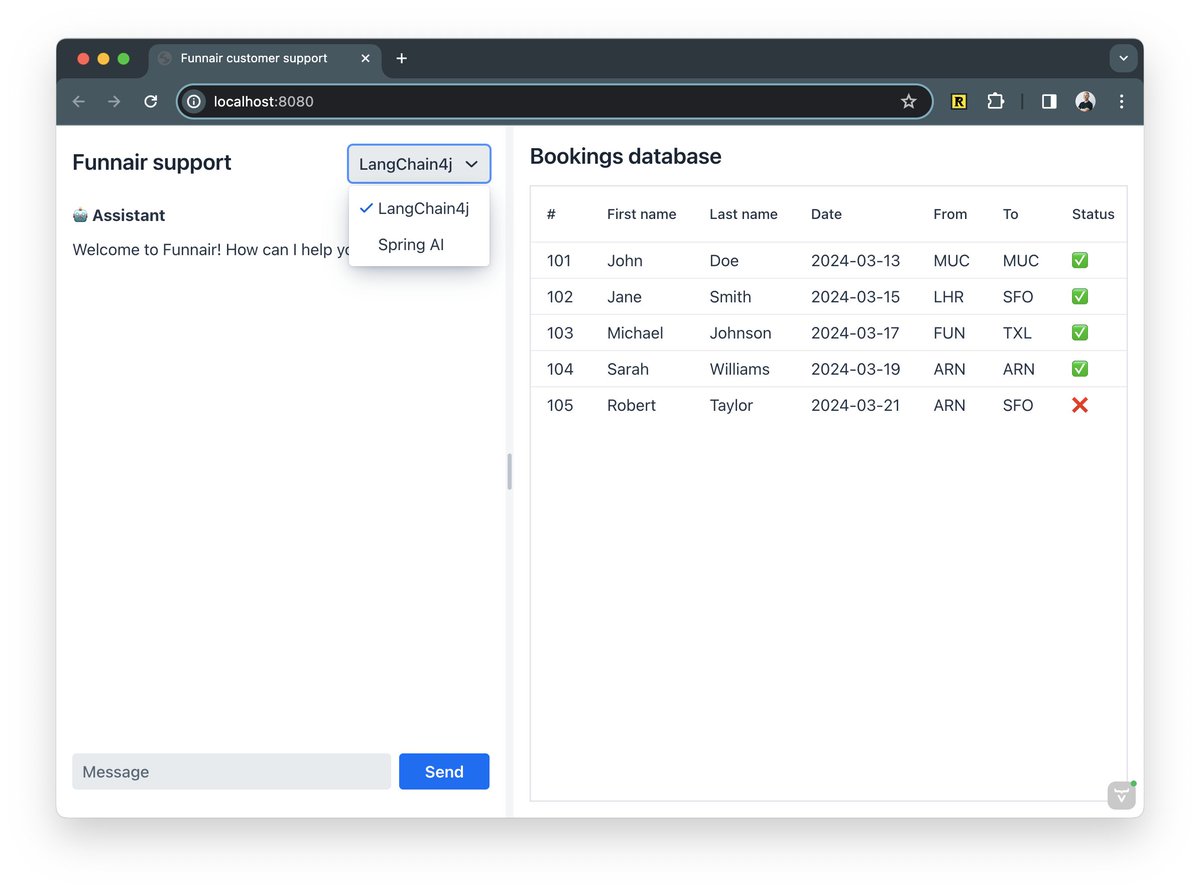 Funnair customer support
localhost:8080
R
Funnair support
LangChain4j
LangChain4j
Spring AI
Assistant
Welcome to Funnair! How can I help
Message
Send
Bookings database
# First name Last name Date From To Status
101 John Doe 2024-03-13 MUC MUC ✅
102 Jane Smith 2024-03-15 LHR SFO ✅
103 Michael Johnson 2024-03-17 FUN TXL ✅
104 Sarah Williams 2024-03-19 ARN ARN ✅
105 Robert Taylor 2024-03-21 ARN SFO ❌